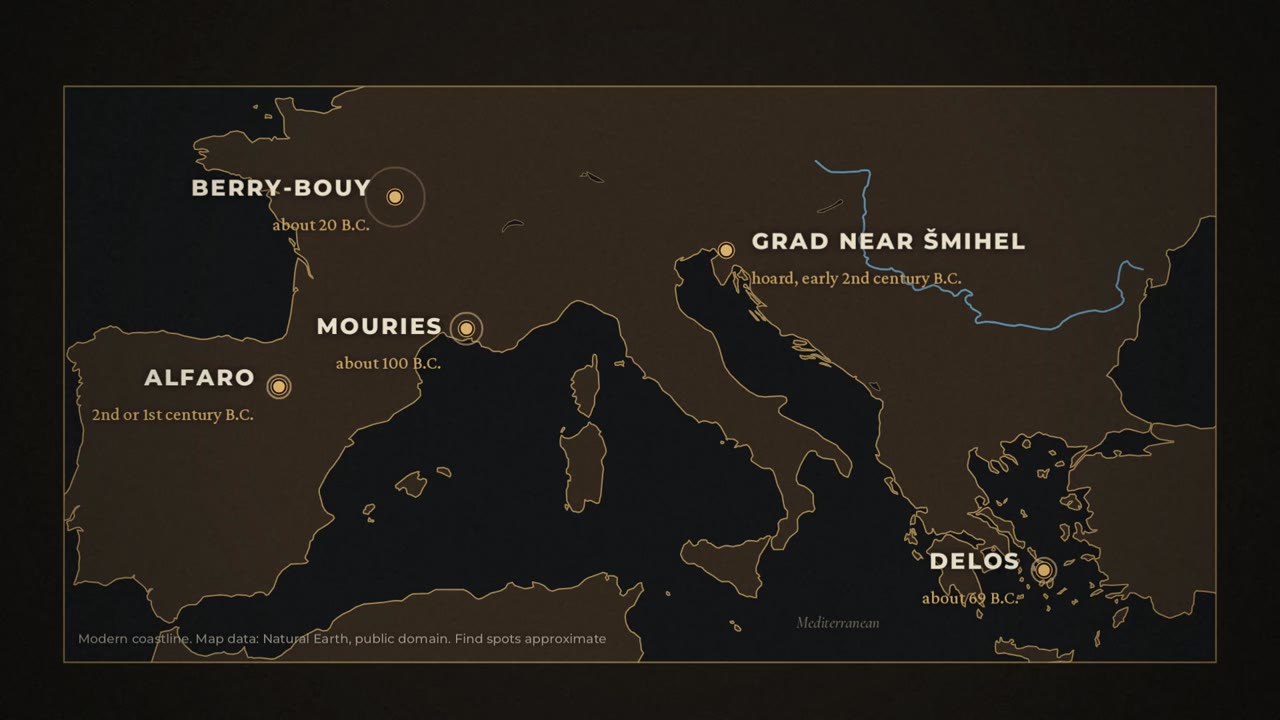 BERRY-BOUY
about 20 B.C.
GRAD NEAR ŠMIHEL
hoard, early 2nd century B.C.
MOURIES
about 100 B.C.
ALFARO
2nd or 1st century B.C.
DELOS
about 69 B.C.
Mediterranean
Modern coastline. Map data: Natural Earth, public domain. Find spots approximate